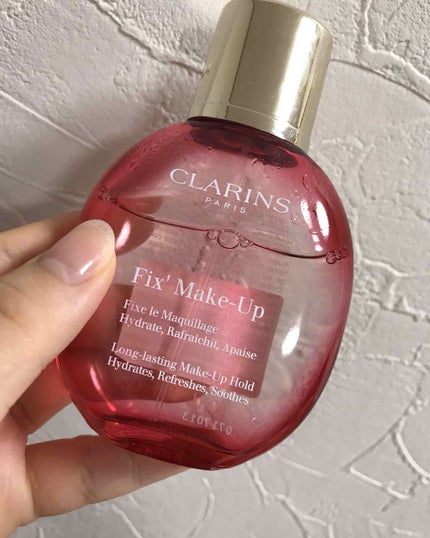 CLARINS
PARIS
Fix' Make-Up
Fixe le Maquillage
Hydrate, Rafraîchit, Apaise
Long-lasting Make-Up Hold
Hydrates, Refreshes, Soothes